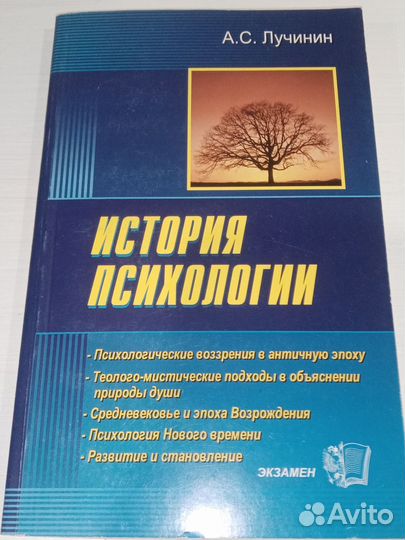 А.С. Лучинин
ИСТОРИЯ
ПСИХОЛОГИИ
- Психологические воззрения в античную эпоху
- Теолого-мистические подходы в объяснении
природы души
- Средневековье и эпоха Возрождения
- Психология Нового времени
- Развитие и становление
ЭКЗАМЕН
Avito